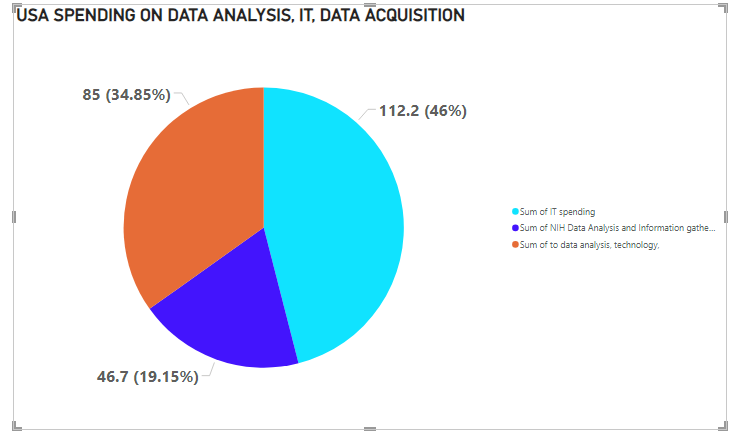 USA SPENDING ON DATA ANALYSIS, IT, DATA ACQUISITION
85 (34.85%)
112.2 (46%)
Sum of IT spending
Sum of NIH Data Analysis and Information gathe...
Sum of to data analysis, technology,
46.7 (19.15%)